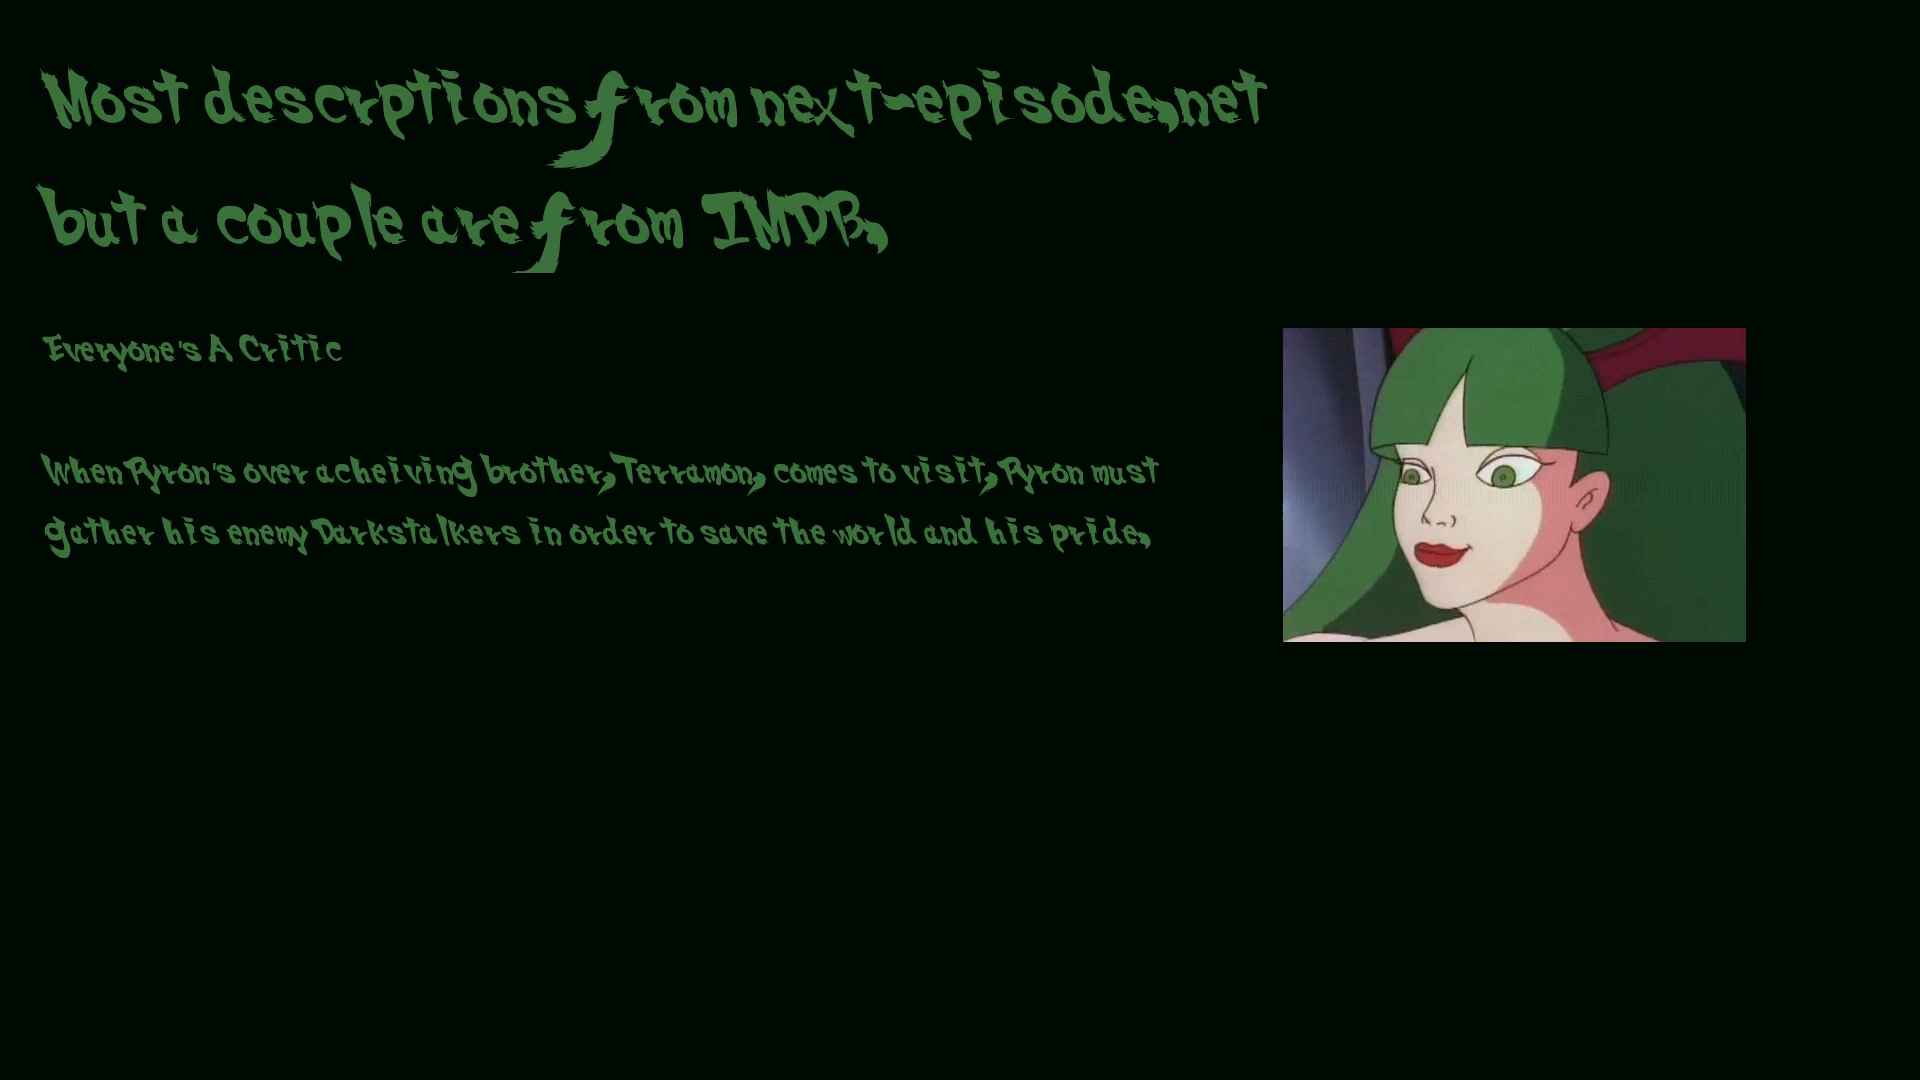 Most descrptions from next-episode.net
but a couple are from IMDB.
Everyone's A Critic
When Pyron's over acheiving brother, Terramon, comes to visit, Pyron must
gather his enemy Darkstalkers in order to save the world and his pride.